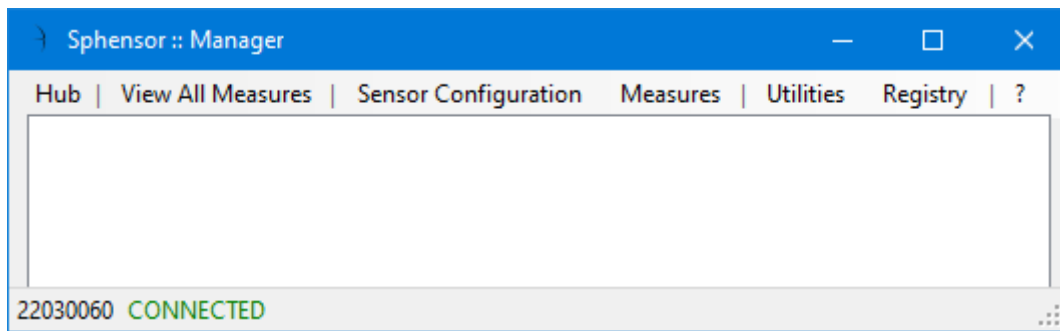 Sphensor :: Manager
Hub | View All Measures | Sensor Configuration Measures | Utilities Registry | ?
22030060 CONNECTED